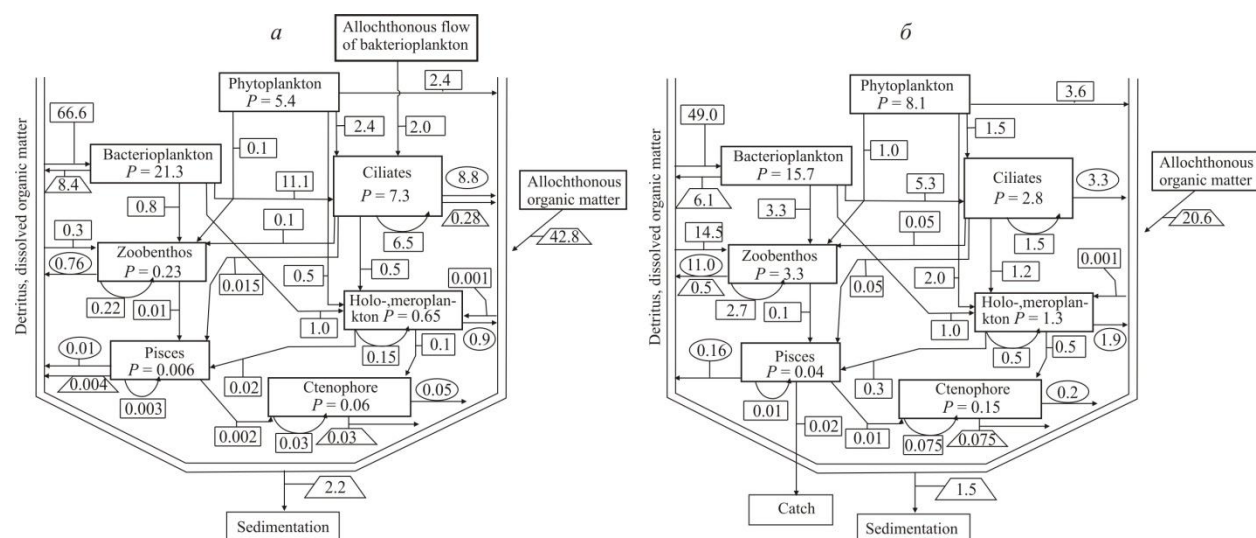 a
Allochthonous flow
of bakterioplankton
Phytoplankton
P = 5.4
2.4
66.6
0.1
2.4
2.0
Bacterioplankton
P = 21.3
Ciliates
P = 7.3
8.8
11.1
8.4
Allochthonous
organic matter
0.28
0.8
0.1
42.8
0.3
6.5
Zoobenthos
P = 0.23
0.76
0.015
0.5
0.5
0.001
0.22
0.01
Holo-,meroplan-
kton P = 0.65
1.0
0.9
0.15
0.1
0.01
Pisces
P = 0.006
0.004
0.02
Ctenophore
P = 0.06
0.05
0.003
0.002
0.03
0.03
2.2
Sedimentation
Detritus, dissolved organic matter
б
Phytoplankton
P = 8.1
3.6
49.0
1.0
1.5
Bacterioplankton
P = 15.7
Ciliates
P = 2.8
3.3
5.3
6.1
Allochthonous
organic matter
3.3
0.05
20.6
14.5
1.5
Zoobenthos
P = 3.3
11.0
0.5
0.05
2.0
1.2
0.001
2.7
0.1
Holo-,meroplan-
kton P = 1.3
1.0
1.9
0.5
0.5
0.16
Pisces
P = 0.04
0.3
Ctenophore
P = 0.15
0.2
0.01
0.02
0.01
0.075
0.075
1.5
Catch
Sedimentation
Detritus, dissolved organic matter